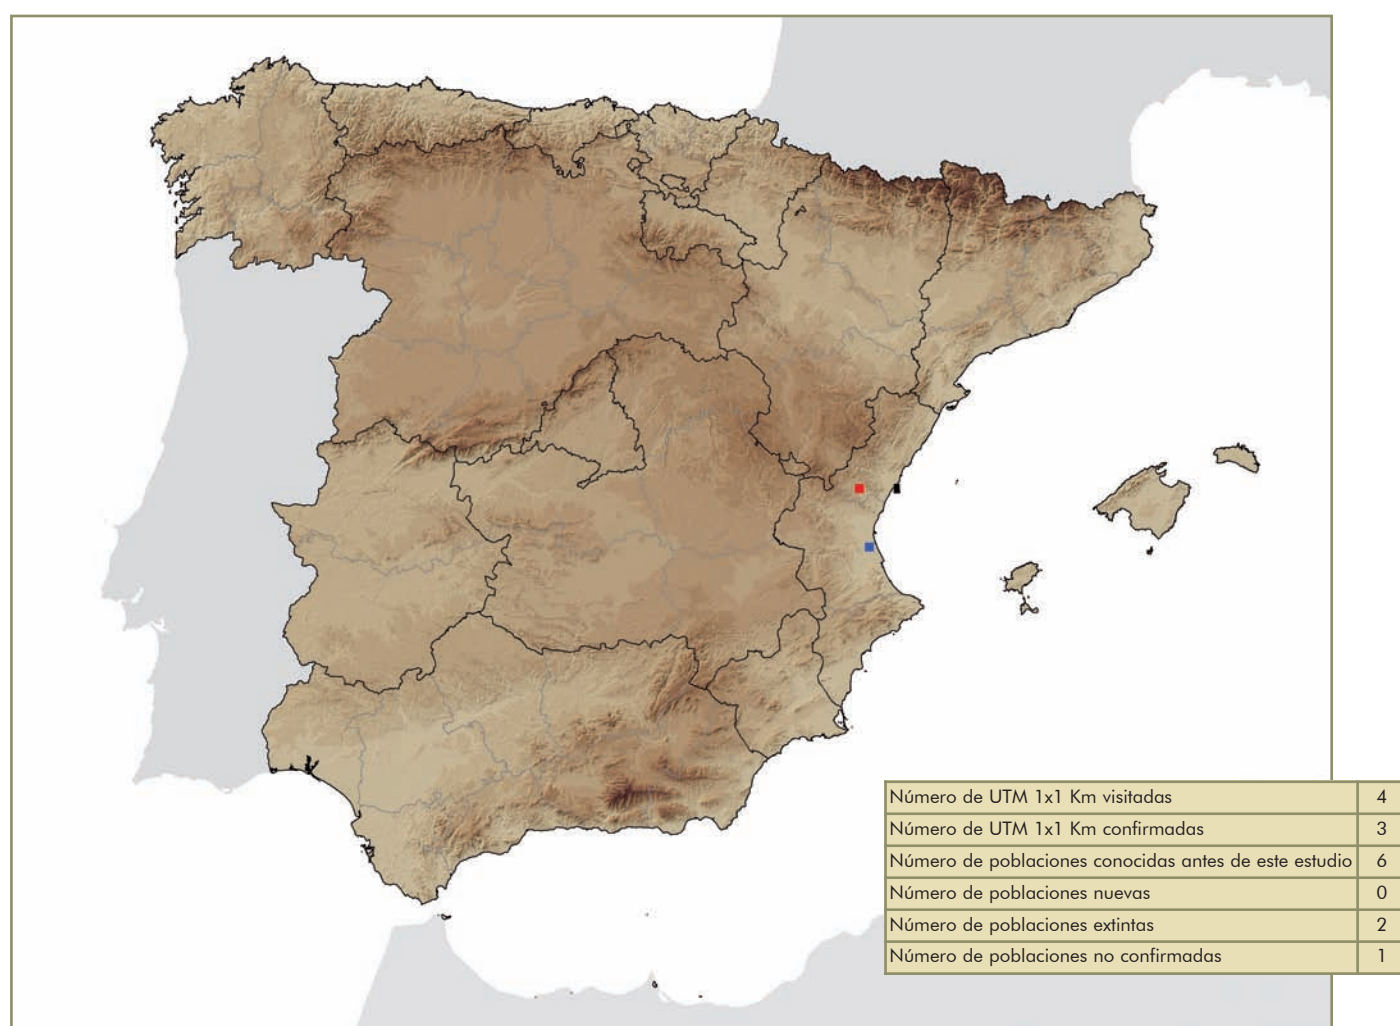 Número de UTM 1x1 Km visitadas 4
Número de UTM 1x1 Km confirmadas 3
Número de poblaciones conocidas antes de este estudio 6
Número de poblaciones nuevas 0
Número de poblaciones extintas 2
Número de poblaciones no confirmadas 1